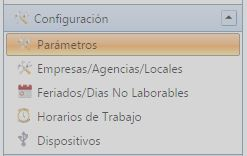 Configuración
Parámetros
Empresas/Agencias/Locales
Feriados/Dias No Laborables
Horarios de Trabajo
Dispositivos